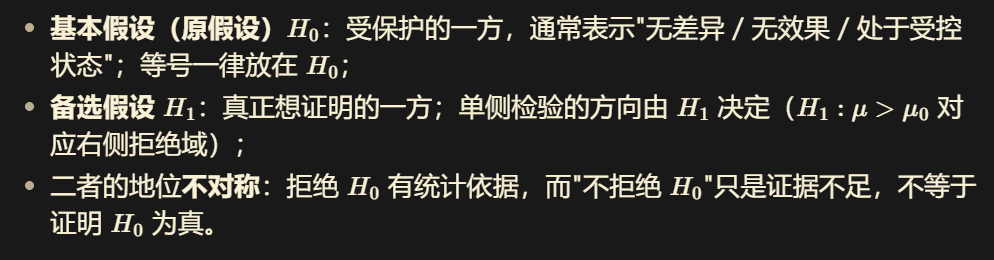 • 基本假设（原假设）H₀：受保护的一方，通常表示"无差异 / 无效果 / 处于受控
状态"；等号一律放在 H₀；
• 备选假设 H₁：真正想证明的一方；单侧检验的方向由 H₁ 决定（H₁ : μ > μ₀ 对
应右侧拒绝域）；
• 二者的地位不对称：拒绝 H₀ 有统计依据，而"不拒绝 H₀"只是证据不足，不等于
证明 H₀ 为真。